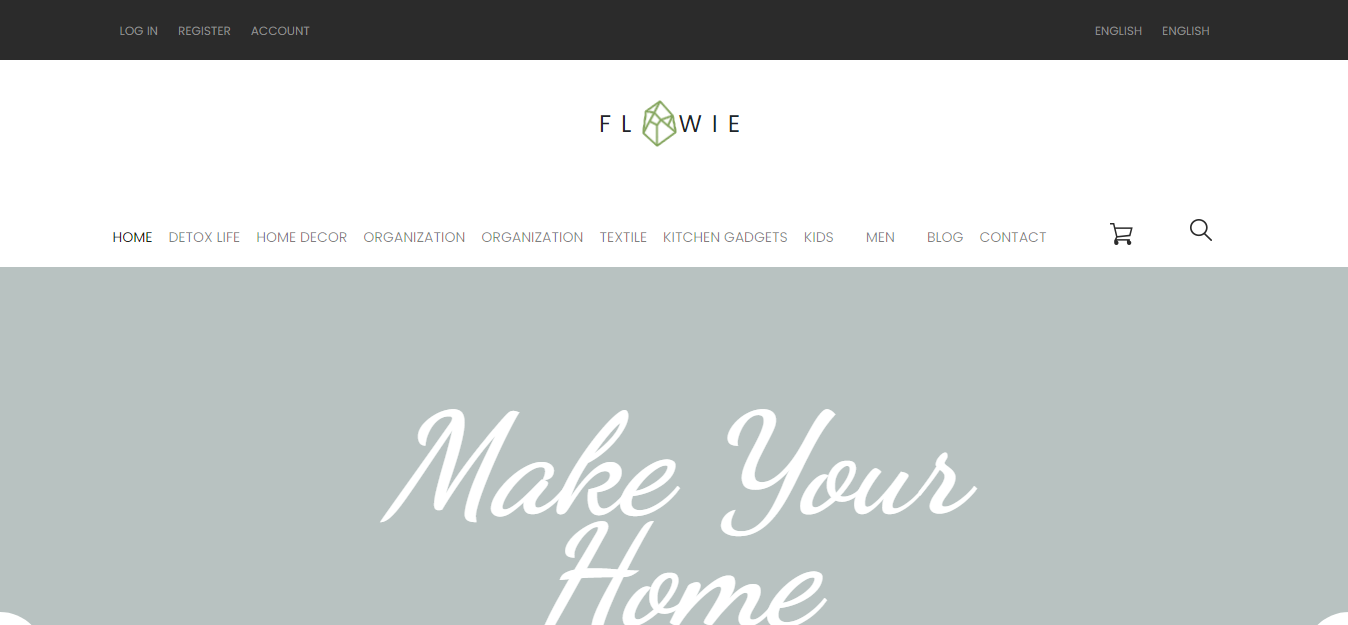 LOG IN REGISTER ACCOUNT ENGLISH ENGLISH
FL WIE
HOME DETOX LIFE HOME DECOR ORGANIZATION ORGANIZATION TEXTILE KITCHEN GADGETS KIDS MEN BLOG CONTACT
Make Your
Home